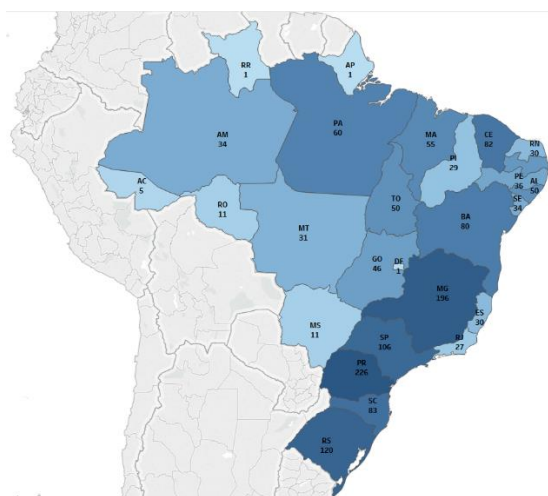 RR
1
AP
1
AM
34
PA
60
MA
55
CE
82
RN
30
PI
29
PE
36
AL
50
SE
34
AC
5
RO
11
TO
50
BA
80
MT
31
GO
46
DF
1
MG
196
ES
30
MS
11
SP
106
RJ
27
PR
226
SC
83
RS
120